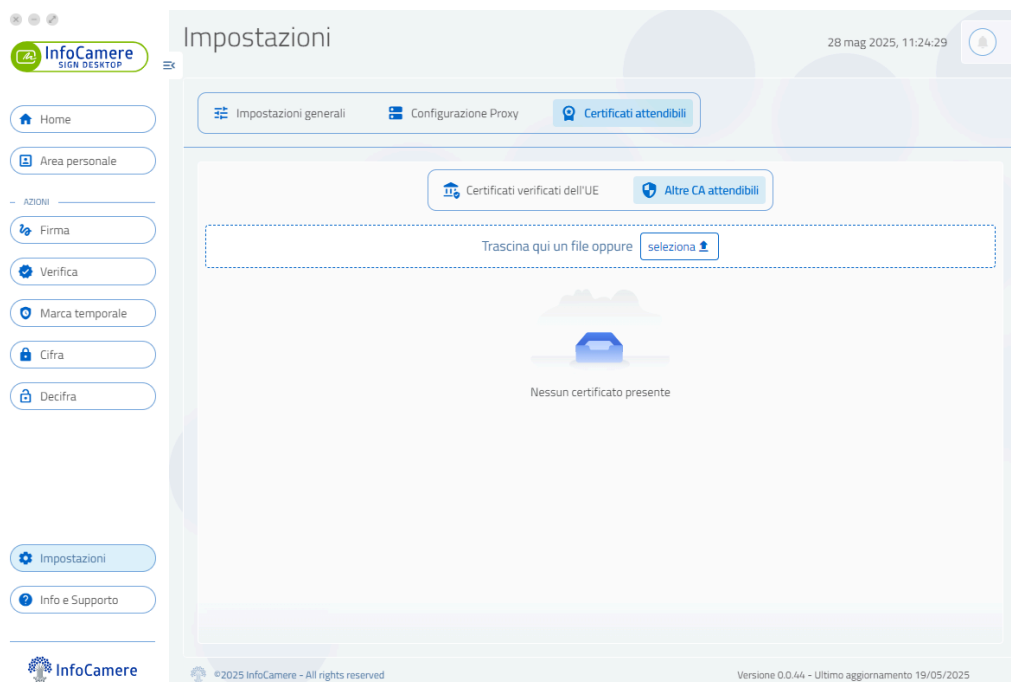 InfoCamere
SIGN DESKTOP
Impostazioni
28 mag 2025, 11:24:29
Home
Area personale
AZIONI
Firma
Verifica
Marca temporale
Cifra
Decifra
Impostazioni
Info e Supporto
InfoCamere
Impostazioni generali
Configurazione Proxy
Certificati attendibili
Certificati verificati dell'UE
Altre CA attendibili
Trascina qui un file oppure seleziona
Nessun certificato presente
©2025 InfoCamere - All rights reserved
Versione 0.0.44 - Ultimo aggiornamento 19/05/2025